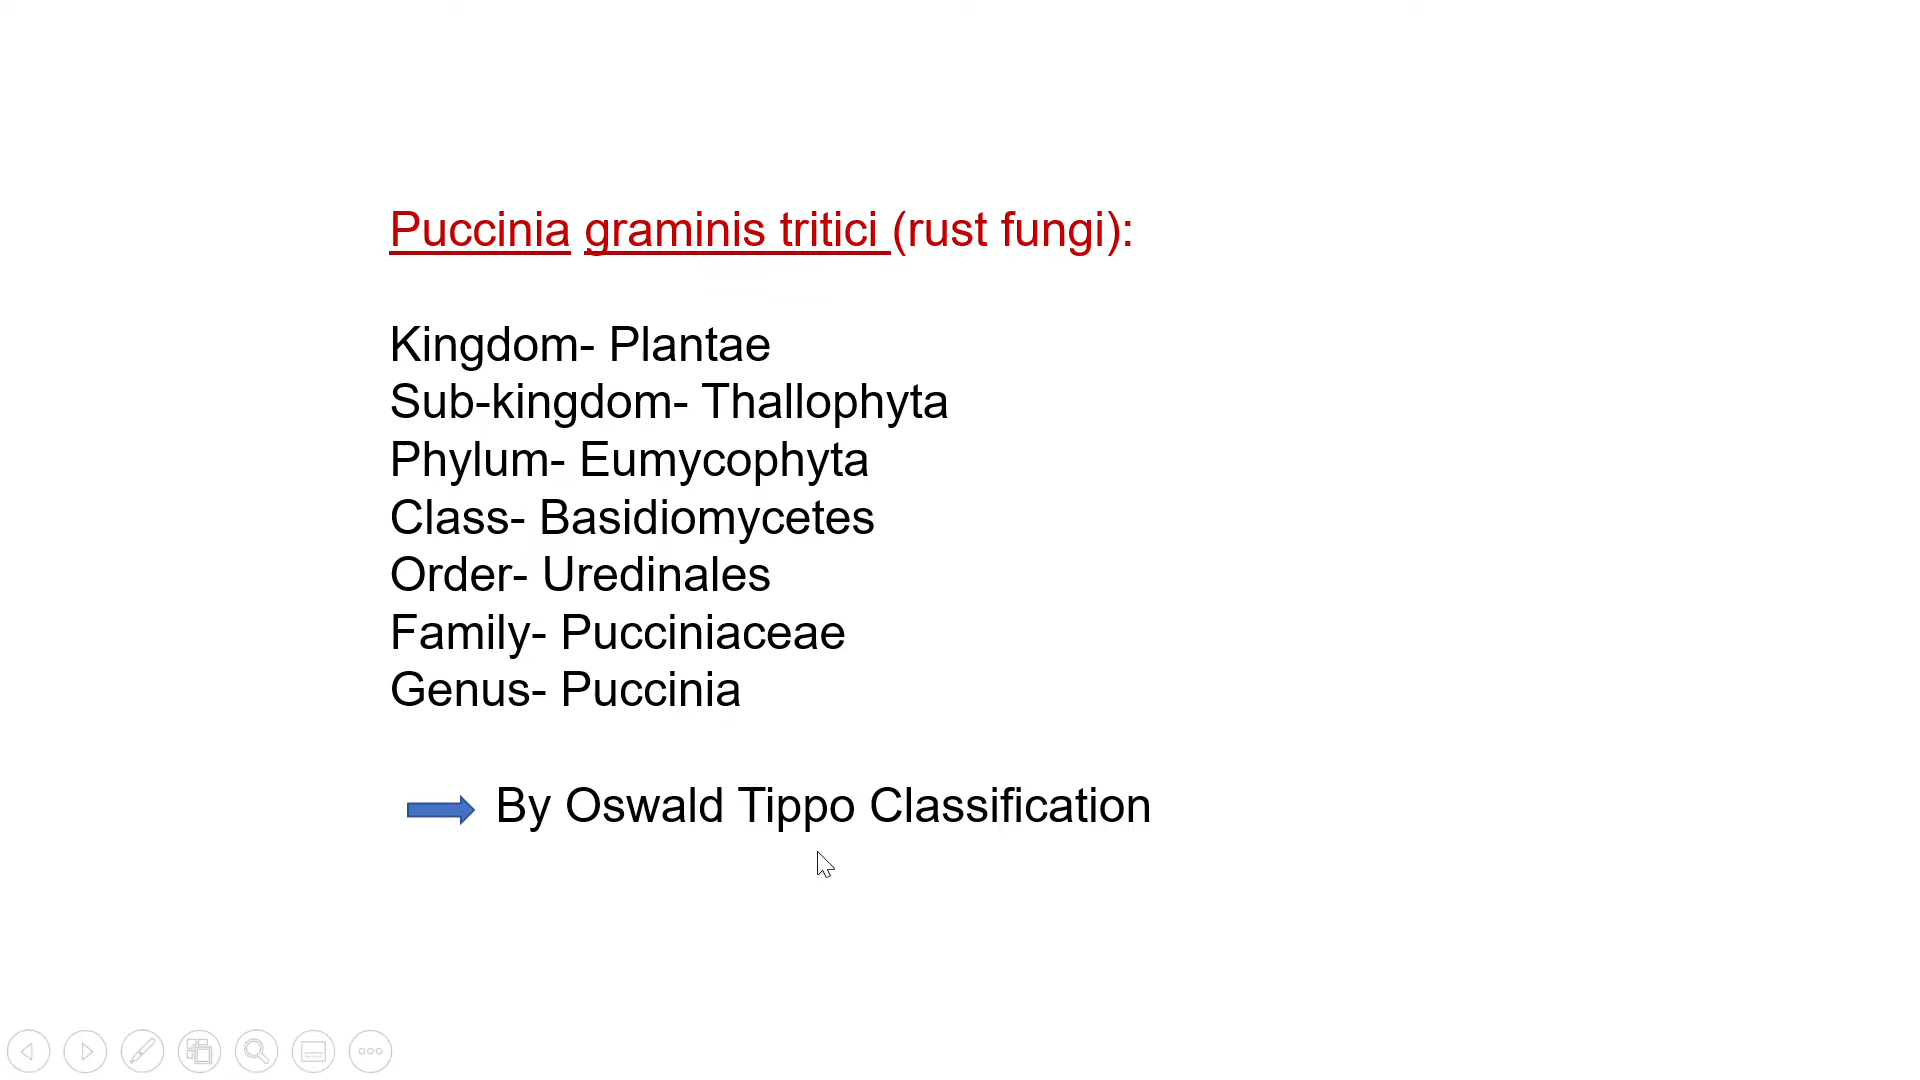 Puccinia graminis tritici (rust fungi):
Kingdom- Plantae
Sub-kingdom- Thallophyta
Phylum- Eumycophyta
Class- Basidiomycetes
Order- Uredinales
Family- Pucciniaceae
Genus- Puccinia
By Oswald Tippo Classification